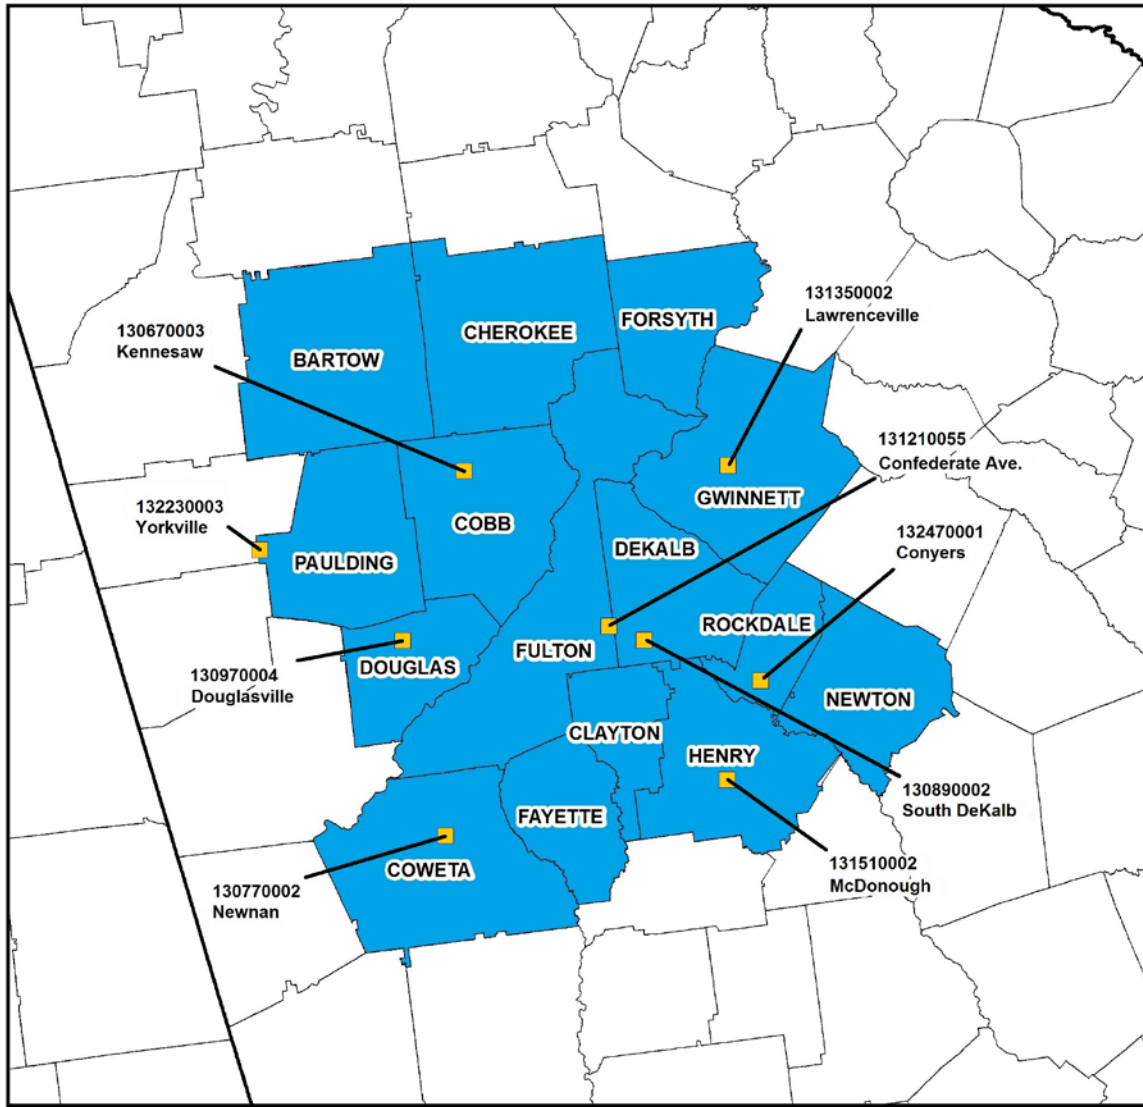 131350002
Lawrenceville
FORSYTH
130670003
Kennesaw
CHEROKEE
BARTOW
131210055
Confederate Ave.
GWINNETT
132230003
Yorkville
COBB
132470001
Conyers
DEKALB
PAULDING
ROCKDALE
FULTON
DOUGLAS
130970004
Douglasville
NEWTON
CLAYTON
HENRY
130890002
South DeKalb
FAYETTE
131510002
McDonough
COWETA
130770002
Newnan